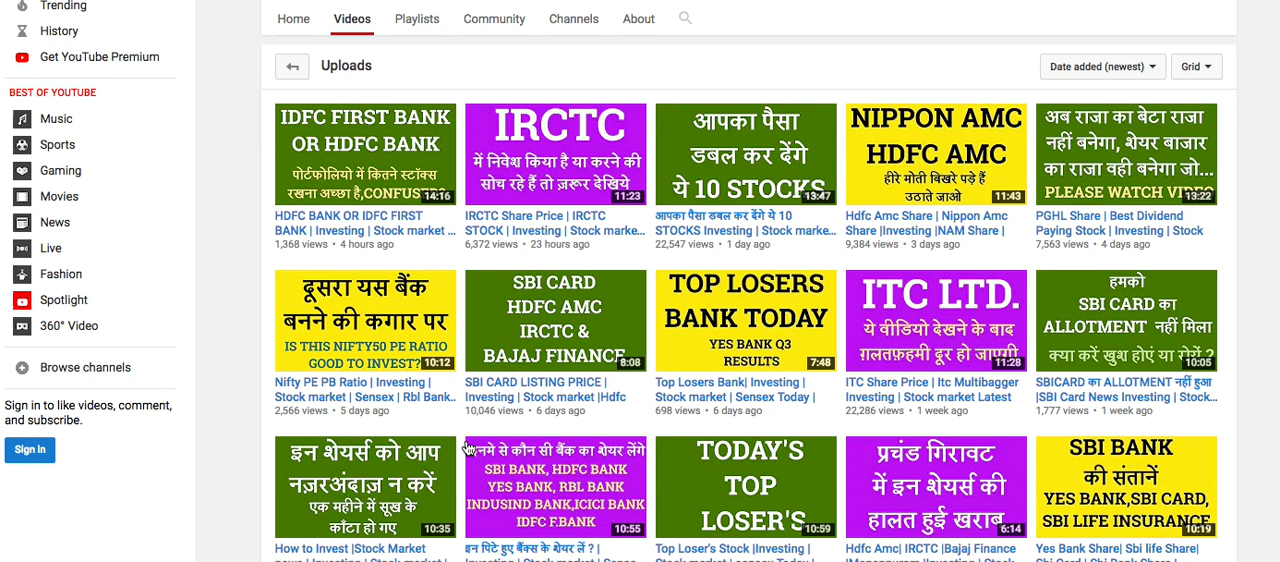 Trending
History
Get YouTube Premium
BEST OF YOUTUBE
Music
Sports
Gaming
Movies
News
Live
Fashion
Spotlight
360° Video
Browse channels
Sign in to like videos, comment,
and subscribe.
Sign in
Home Videos Playlists Community Channels About
Uploads
Date added (newest) Grid
IDFC FIRST BANK
OR HDFC BANK
पोर्टफोलियो में कितने स्टॉक्स
रखना अच्छा है,CONFUSED
14:16
HDFC BANK OR IDFC FIRST
BANK | Investing | Stock market ...
1,368 views • 4 hours ago
IRCTC
में निवेश किया है या करने की
सोच रहे हैं तो ज़रूर देखिये
11:23
IRCTC Share Price | IRCTC
STOCK | Investing | Stock marke...
6,372 views • 23 hours ago
आपका पैसा
डबल कर देंगे
ये 10 STOCKS
13:47
आपका पैसा डबल कर देंगे ये 10
STOCKS Investing | Stock marke...
22,547 views • 1 day ago
NIPPON AMC
HDFC AMC
हीरे मोती बिखरे पड़े हैं
उठाते जाओ
11:43
Hdfc Amc Share | Nippon Amc
Share |Investing |NAM Share |
9,384 views • 3 days ago
अब राजा का बेटा राजा
नहीं बनेगा, शेयर बाजार
का राजा वही बनेगा जो...
PLEASE WATCH VIDEO
13:22
PGHL Share | Best Dividend
Paying Stock | Investing | Stock
7,563 views • 4 days ago
दूसरा यस बैंक
बनने की कगार पर
IS THIS NIFTY50 PE RATIO
GOOD TO INVEST?
10:12
Nifty PE PB Ratio | Investing |
Stock market | Sensex | Rbl Bank...
2,566 views • 5 days ago
SBI CARD
HDFC AMC
IRCTC &
BAJAJ FINANCE
8:08
SBI CARD LISTING PRICE |
Investing | Stock market |Hdfc
10,046 views • 6 days ago
TOP LOSERS
BANK TODAY
YES BANK Q3
RESULTS
7:48
Top Losers Bank| Investing |
Stock market | Sensex Today |
698 views • 6 days ago
ITC LTD.
ये वीडियो देखने के बाद
ग़लतफ़हमी दूर हो जाएगी
11:28
ITC Share Price | Itc Multibagger
Investing | Stock market Latest
22,286 views • 1 week ago
हमको
SBI CARD का
ALLOTMENT नहीं मिला
क्या करें खुश होएं या रोयें ?
10:05
SBICARD का ALLOTMENT नहीं हुआ
|SBI Card News Investing | Stock...
1,777 views • 1 week ago
इन शेयर्स को आप
नज़रअंदाज़ न करें
एक महीने में सूख के
काँटा हो गए
10:35
How to Invest |Stock Market
इनमे से कौन सी बैंक का शेयर लेंगे
SBI BANK, HDFC BANK
YES BANK, RBL BANK
INDUSIND BANK,ICICI BANK
IDFC F.BANK
10:55
इन पिटे हुए बैंक्स के शेयर लें ? |
TODAY'S
TOP
LOSER'S
10:59
Top Loser's Stock |Investing |
प्रचंड गिरावट
में इन शेयर्स की
हालत हुई खराब
6:14
Hdfc Amc| IRCTC |Bajaj Finance
SBI BANK
की संतानें
YES BANK,SBI CARD,
SBI LIFE INSURANCE
10:19
Yes Bank Share| Sbi life Share|